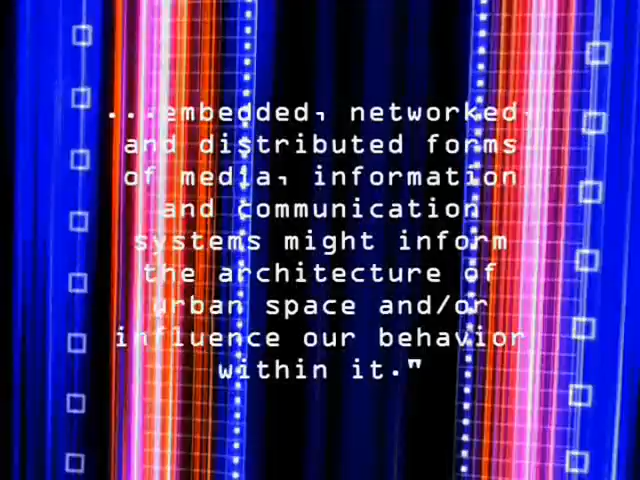 ...embedded, networked,
and distributed forms
of media, information
and communication
systems might inform
the architecture of
urban space and/or
influence our behavior
within it."